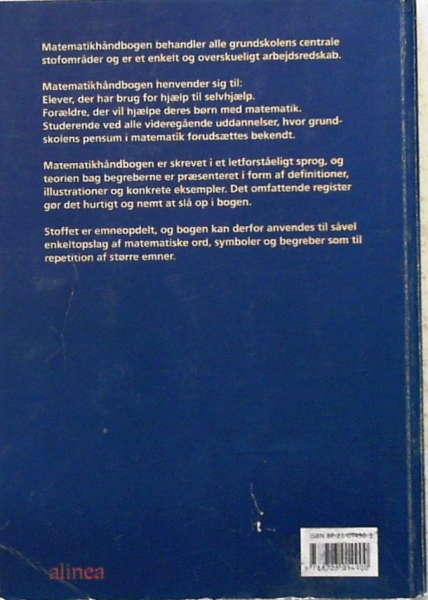 Matematikhåndbogen behandler alle grundskolens centrale
stofområder og er et enkelt og overskueligt arbejdsredskab.
Matematikhåndbogen henvender sig til:
Elever, der har brug for hjælp til selvhjælp.
Forældre, der vil hjælpe deres børn med matematik.
Studerende ved alle videregående uddannelser, hvor grund-
skolens pensum i matematik forudsættes bekendt.
Matematikhåndbogen er skrevet i et letforståeligt sprog, og
teorien bag begreberne er præsenteret i form af definitioner,
illustrationer og konkrete eksempler. Det omfattende register
gør det hurtigt og nemt at slå op i bogen.
Stoffet er emneopdelt, og bogen kan derfor anvendes til såvel
enkeltopslag af matematiske ord, symboler og begreber som til
repetition af større emner.
ISBN
alinea